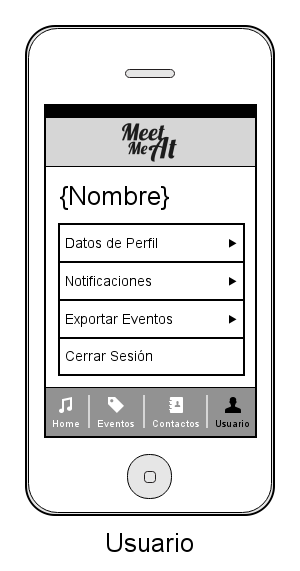 Meet
Me At
{Nombre}
Datos de Perfil
Notificaciones
Exportar Eventos
Cerrar Sesión
Home Eventos Contactos Usuario
Usuario